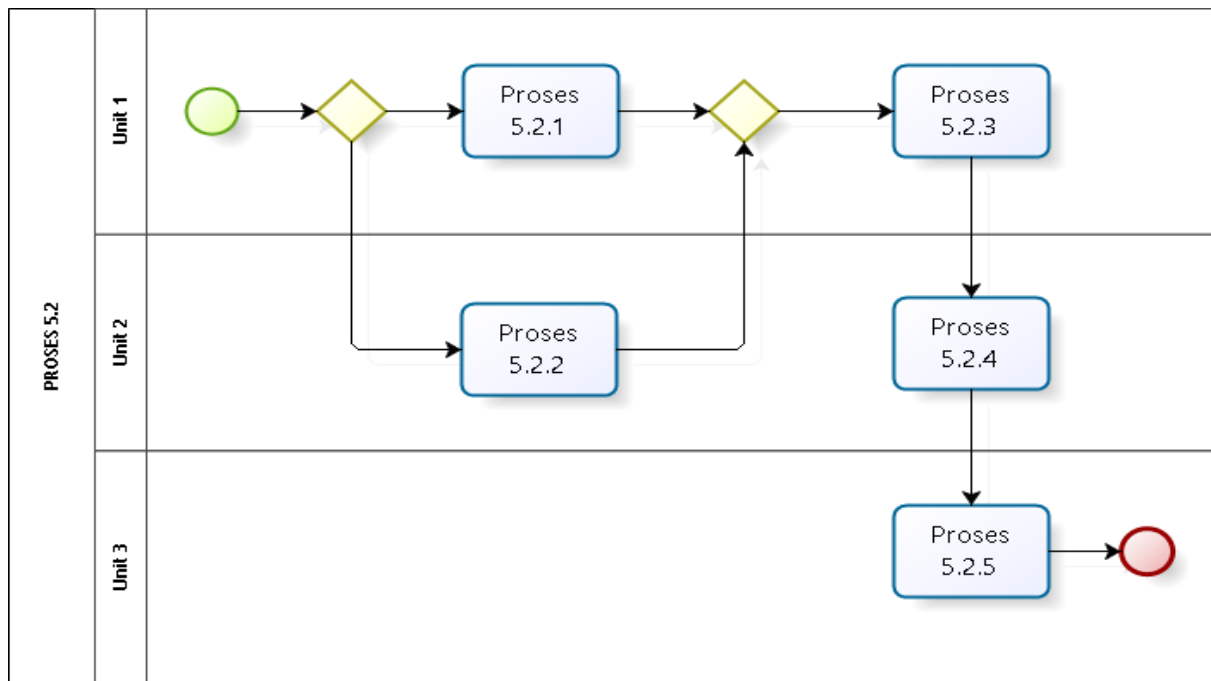 PROSES 5.2
Unit 1
Proses
5.2.1
Proses
5.2.3
Unit 2
Proses
5.2.2
Proses
5.2.4
Unit 3
Proses
5.2.5